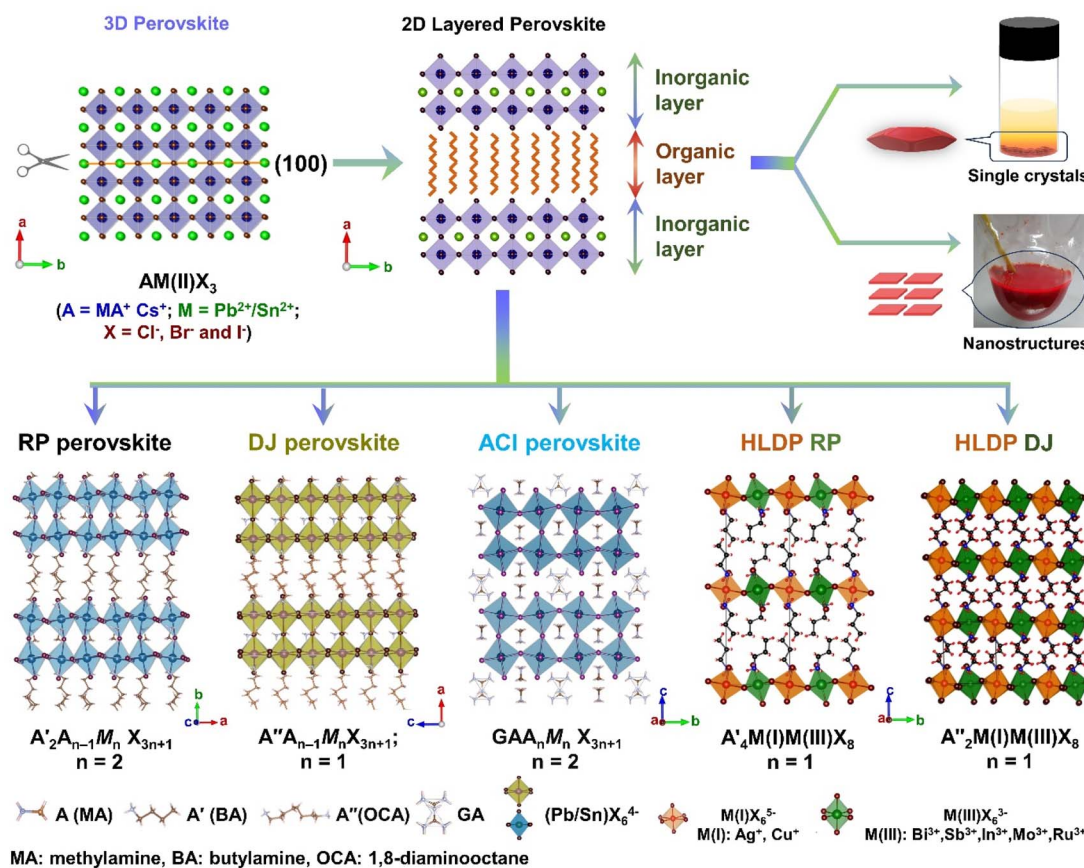 3D Perovskite
2D Layered Perovskite
(100)
Inorganic
layer
Organic
layer
Inorganic
layer
Single crystals
Nanostructures
a
b
a
b
AM(II)X₃
(A = MA⁺ Cs⁺; M = Pb²⁺/Sn²⁺;
X = Cl⁻, Br⁻ and I⁻)
RP perovskite
DJ perovskite
ACI perovskite
HLDP RP
HLDP DJ
b
c
a
a
c
c
a
b
c
a
b
A′₂Aₙ₋₁Mₙ X₃ₙ₊₁
n = 2
A″Aₙ₋₁MₙX₃ₙ₊₁;
n = 1
GAAₙMₙ X₃ₙ₊₁
n = 2
A′₄M(I)M(III)X₈
n = 1
A″₂M(I)M(III)X₈
n = 1
A (MA)
A′ (BA)
A″(OCA)
GA
(Pb/Sn)X₆⁴⁻
M(I)X₆⁵⁻
M(I): Ag⁺, Cu⁺
M(III)X₆³⁻
M(III): Bi³⁺,Sb³⁺,In³⁺,Mo³⁺,Ru³⁺
MA: methylamine, BA: butylamine, OCA: 1,8-diaminooctane